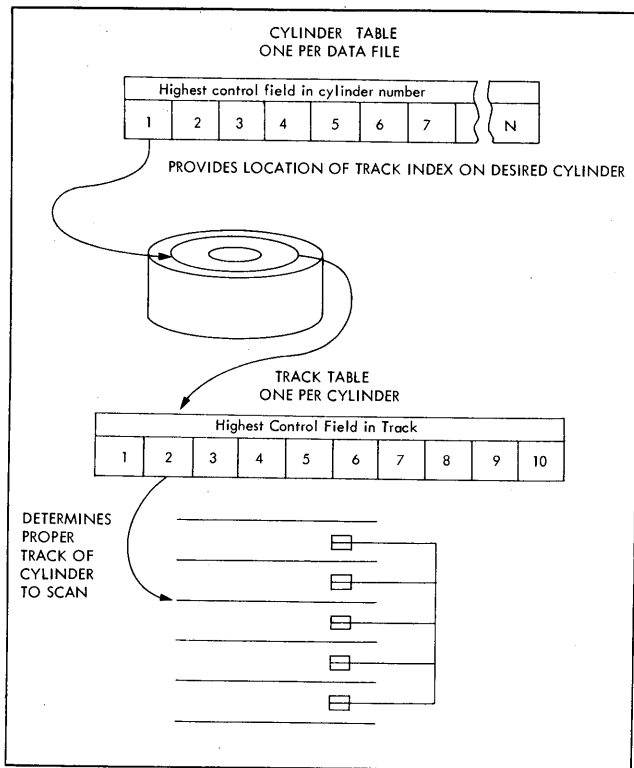 CYLINDER TABLE
ONE PER DATA FILE
Highest control field in cylinder number
1 2 3 4 5 6 7 N
PROVIDES LOCATION OF TRACK INDEX ON DESIRED CYLINDER
TRACK TABLE
ONE PER CYLINDER
Highest Control Field in Track
1 2 3 4 5 6 7 8 9 10
DETERMINES
PROPER
TRACK OF
CYLINDER
TO SCAN